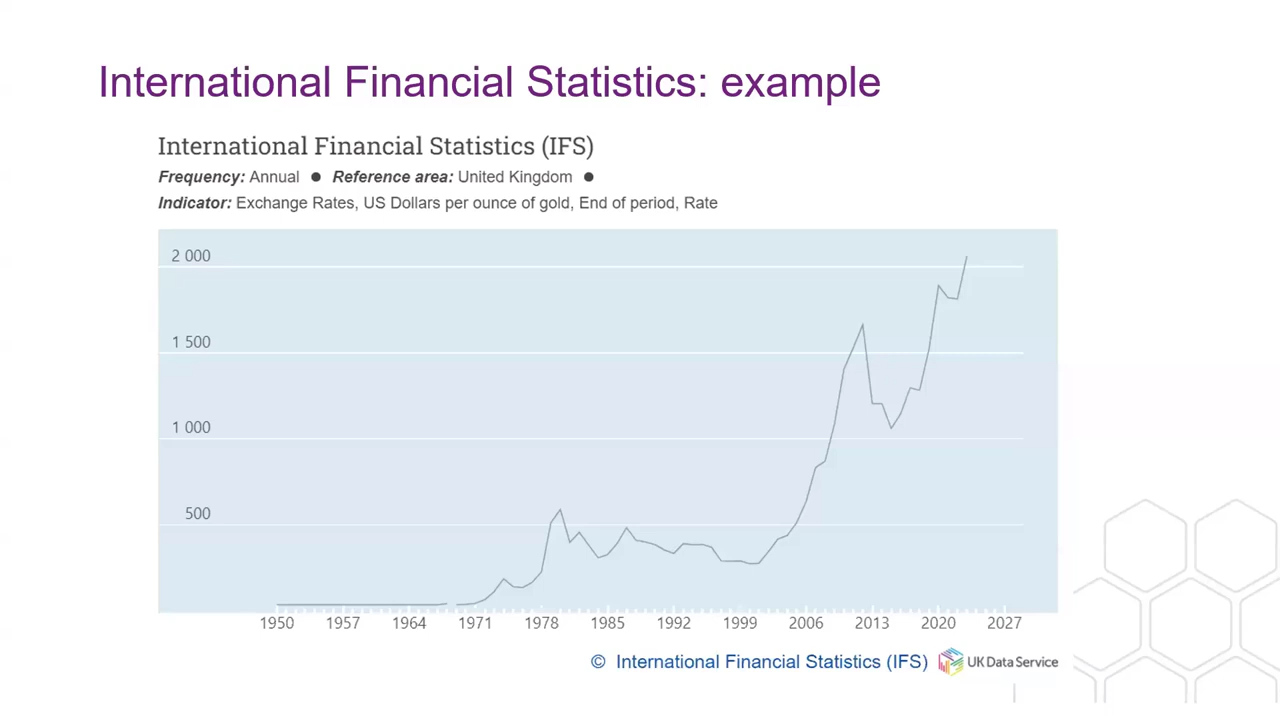 International Financial Statistics: example
International Financial Statistics (IFS)
Frequency: Annual ● Reference area: United Kingdom ●
Indicator: Exchange Rates, US Dollars per ounce of gold, End of period, Rate
2 000
1 500
1 000
500
1950 1957 1964 1971 1978 1985 1992 1999 2006 2013 2020 2027
© International Financial Statistics (IFS) UK Data Service